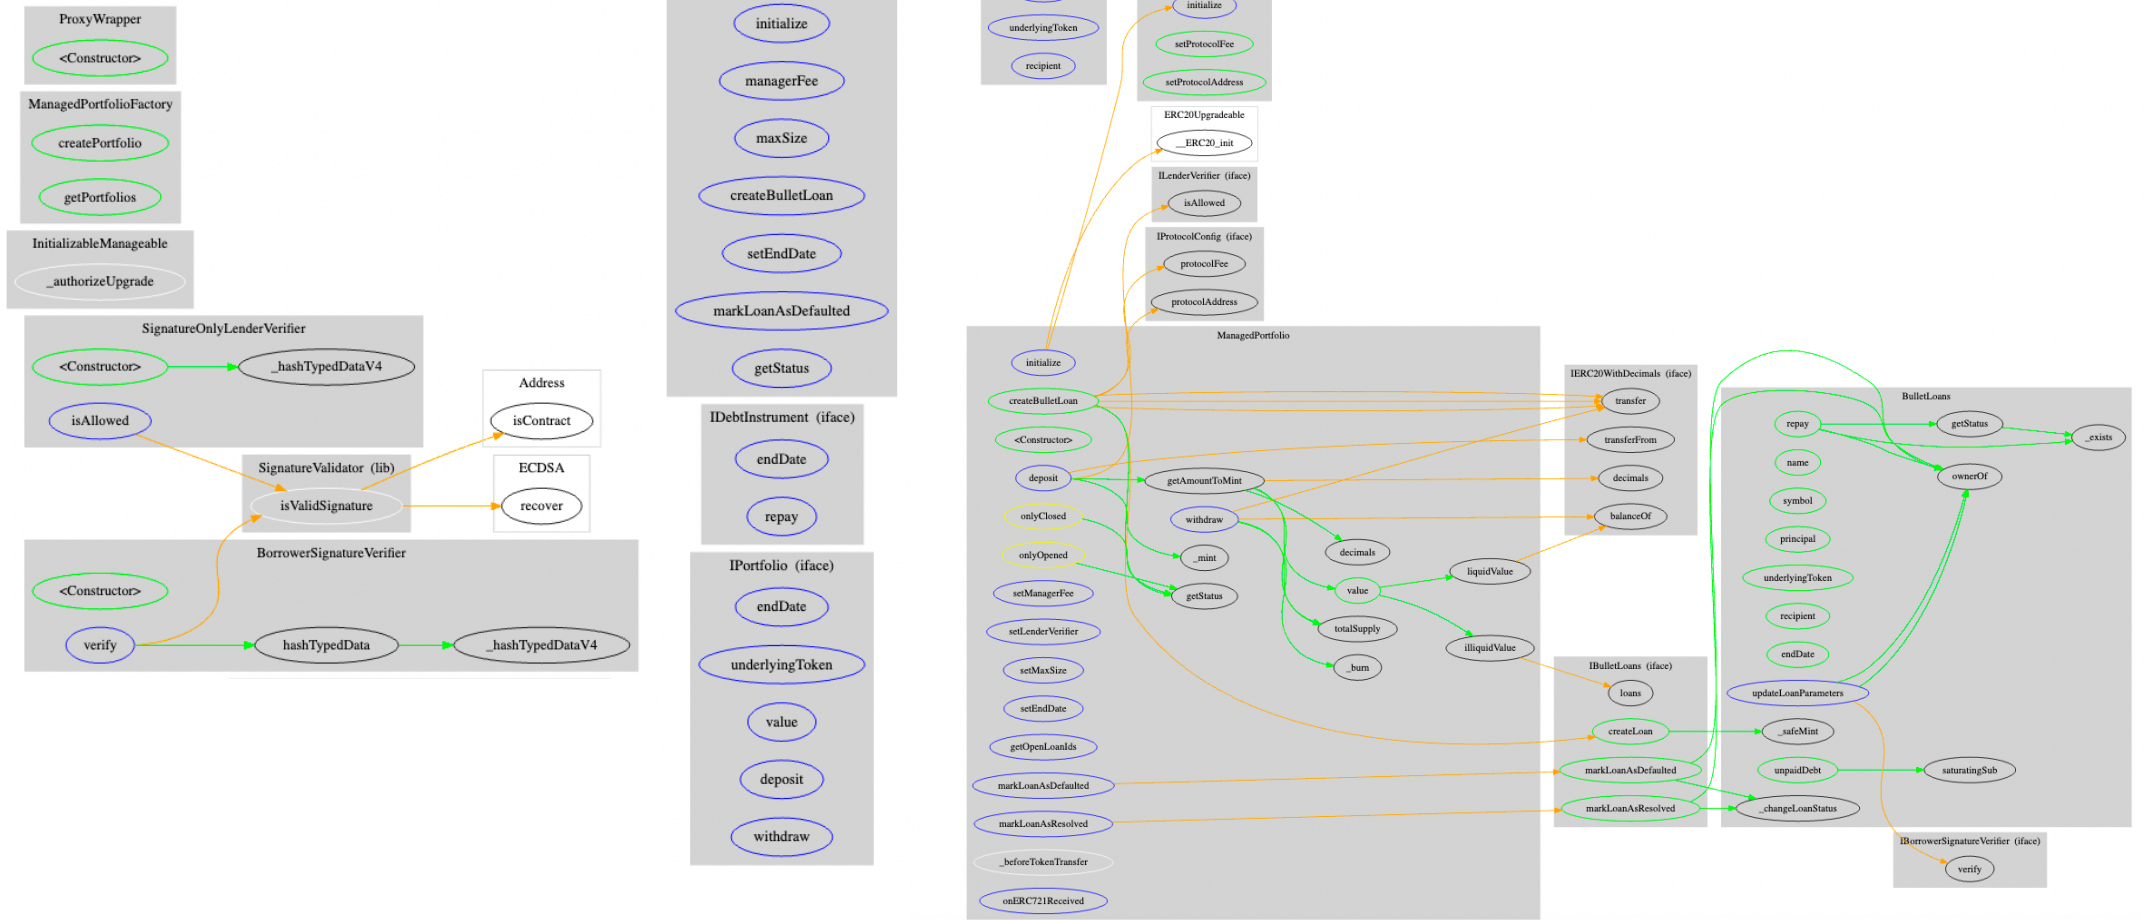 ProxyWrapper
<Constructor>
ManagedPortfolioFactory
createPortfolio
getPortfolios
InitializableManageable
_authorizeUpgrade
SignatureOnlyLenderVerifier
<Constructor>
_hashTypedDataV4
isAllowed
Address
isContract
SignatureValidator (lib)
isValidSignature
ECDSA
recover
BorrowerSignatureVerifier
<Constructor>
verify
hashTypedData
_hashTypedDataV4
initialize
managerFee
maxSize
createBulletLoan
setEndDate
markLoanAsDefaulted
getStatus
IDebtInstrument (iface)
endDate
repay
IPortfolio (iface)
endDate
underlyingToken
value
deposit
withdraw
underlyingToken
recipient
initialize
setProtocolFee
setProtocolAddress
ERC20Upgradeable
__ERC20_init
ILenderVerifier (iface)
isAllowed
IProtocolConfig (iface)
protocolFee
protocolAddress
ManagedPortfolio
initialize
createBulletLoan
<Constructor>
deposit
onlyClosed
onlyOpened
setManagerFee
setLenderVerifier
setMaxSize
setEndDate
getOpenLoanIds
markLoanAsDefaulted
markLoanAsResolved
_beforeTokenTransfer
onERC721Received
getAmountToMint
withdraw
_mint
getStatus
decimals
value
totalSupply
_burn
liquidValue
illiquidValue
IERC20WithDecimals (iface)
transfer
transferFrom
decimals
balanceOf
IBulletLoans (iface)
loans
createLoan
markLoanAsDefaulted
markLoanAsResolved
BulletLoans
repay
name
symbol
principal
underlyingToken
recipient
endDate
updateLoanParameters
_safeMint
unpaidDebt
_changeLoanStatus
getStatus
ownerOf
saturatingSub
_exists
IBorrowerSignatureVerifier (iface)
verify